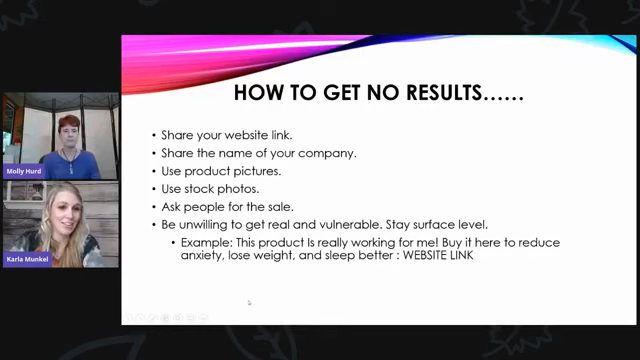 HOW TO GET NO RESULTS......
• Share your website link.
• Share the name of your company.
• Use product pictures.
• Use stock photos.
• Ask people for the sale.
• Be unwilling to get real and vulnerable. Stay surface level.
• Example: This product Is really working for me! Buy it here to reduce
anxiety, lose weight, and sleep better : WEBSITE LINK
Molly Hurd
Karla Munkel